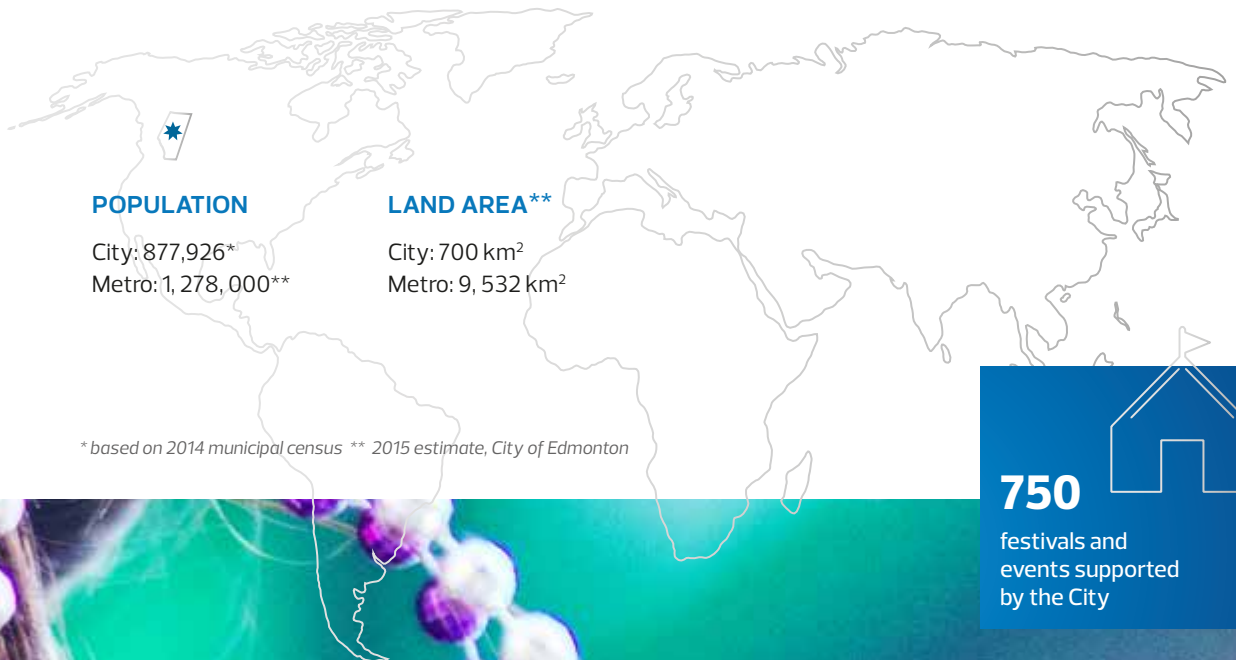 POPULATION
City: 877,926*
Metro: 1, 278, 000**
LAND AREA**
City: 700 km²
Metro: 9, 532 km²
* based on 2014 municipal census ** 2015 estimate, City of Edmonton
750
festivals and
events supported
by the City